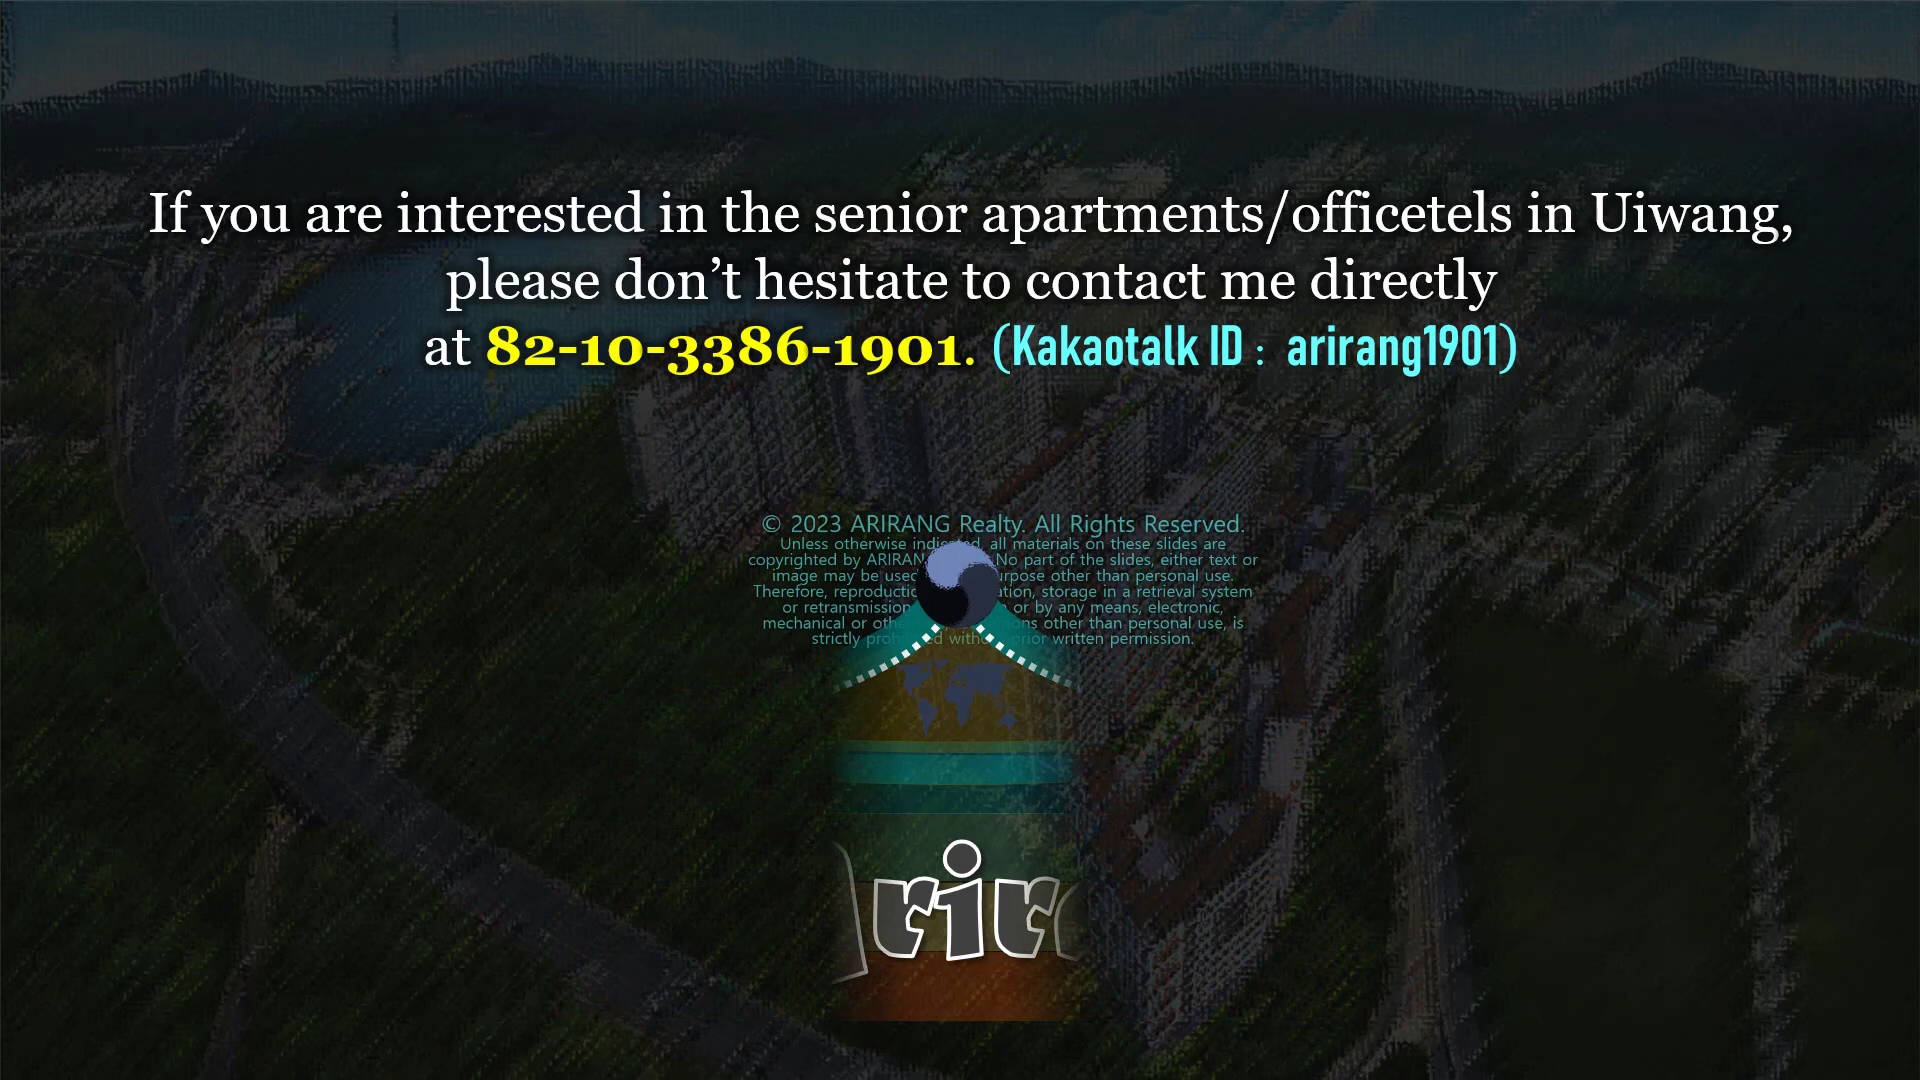 If you are interested in the senior apartments/officetels in Uiwang,
please don’t hesitate to contact me directly
at 82-10-3386-1901. (Kakaotalk ID : arirang1901)
© 2023 ARIRANG Realty. All Rights Reserved.
Unless otherwise all materials on these slides are
copyrighted by No part of the slides, either text or
image may be other than personal use.
Therefore, storage in a retrieval system
or retransmission or by any means, electronic,
mechanical or other than personal use, is
strictly prior written permission.
rir